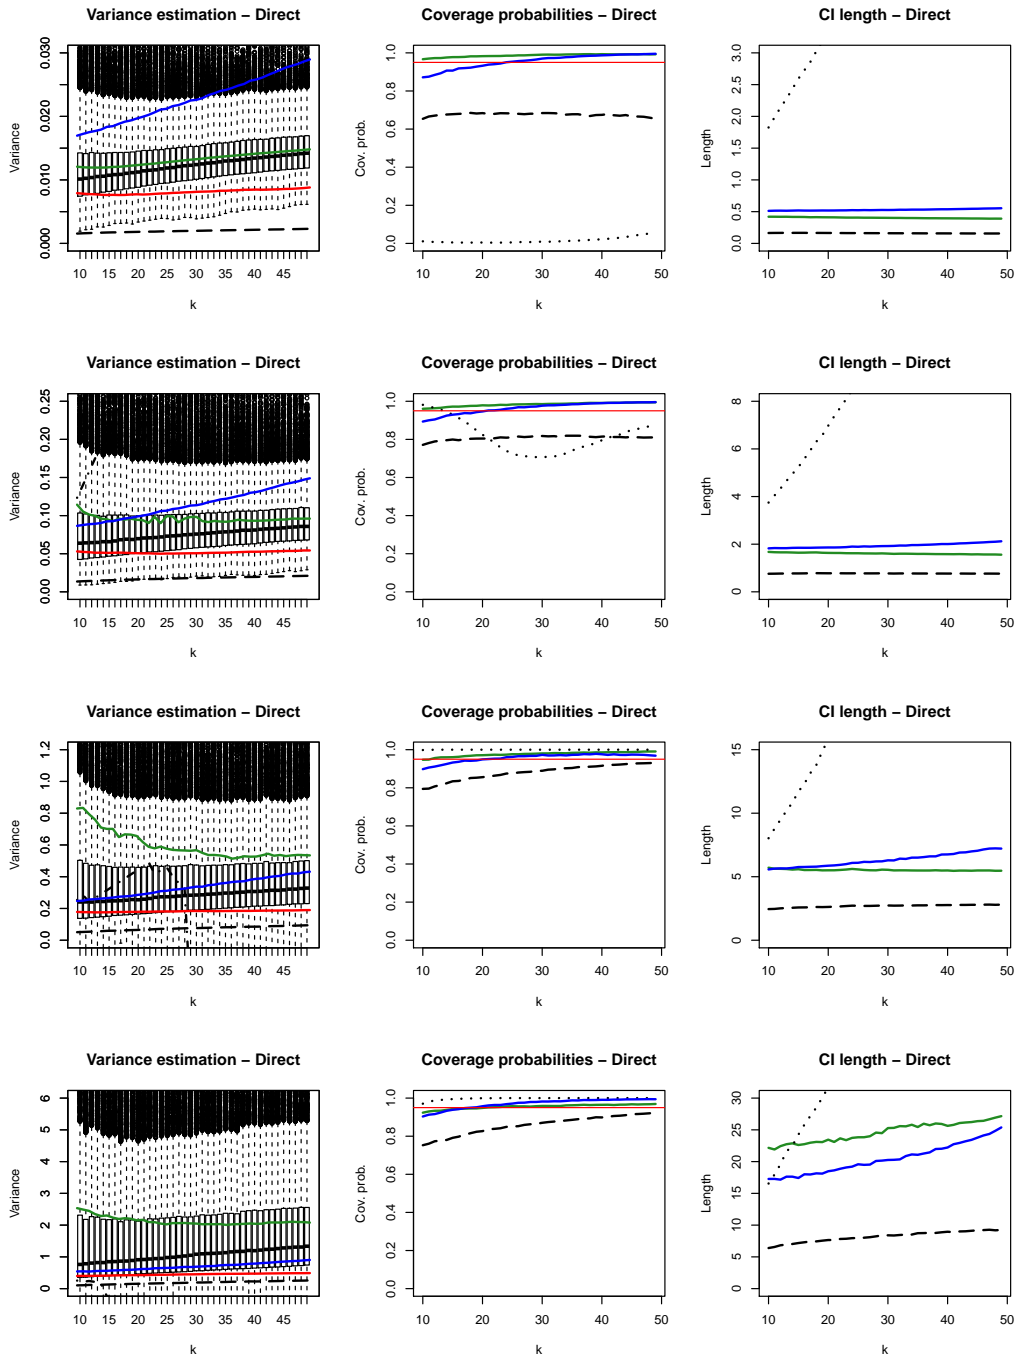 Variance estimation – Direct
Coverage probabilities – Direct
CI length – Direct
Variance
0.000 0.010 0.020 0.030
10 15 20 25 30 35 40 45
k
Cov. prob.
0.0 0.2 0.4 0.6 0.8 1.0
10 20 30 40 50
k
Length
0.0 0.5 1.0 1.5 2.0 2.5 3.0
10 20 30 40 50
k
Variance estimation – Direct
Coverage probabilities – Direct
CI length – Direct
Variance
0.00 0.05 0.10 0.15 0.20 0.25
10 15 20 25 30 35 40 45
k
Cov. prob.
0.0 0.2 0.4 0.6 0.8 1.0
10 20 30 40 50
k
Length
0 2 4 6 8
10 20 30 40 50
k
Variance estimation – Direct
Coverage probabilities – Direct
CI length – Direct
Variance
0.0 0.2 0.4 0.6 0.8 1.0 1.2
10 15 20 25 30 35 40 45
k
Cov. prob.
0.0 0.2 0.4 0.6 0.8 1.0
10 20 30 40 50
k
Length
0 5 10 15
10 20 30 40 50
k
Variance estimation – Direct
Coverage probabilities – Direct
CI length – Direct
Variance
0 1 2 3 4 5 6
10 15 20 25 30 35 40 45
k
Cov. prob.
0.0 0.2 0.4 0.6 0.8 1.0
10 20 30 40 50
k
Length
0 5 10 15 20 25 30
10 20 30 40 50
k